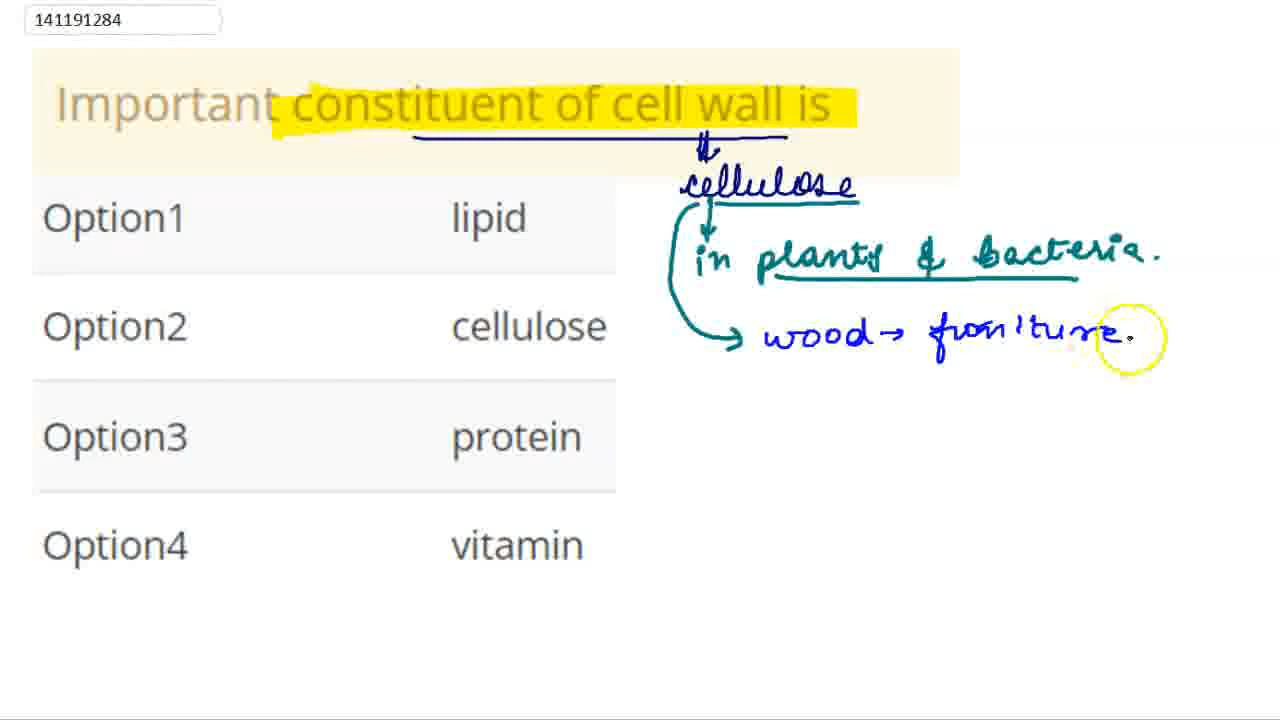 141191284
Important constituent of cell wall is
cellulose
Option1 lipid
in plants & bacteria.
Option2 cellulose
wood → furniture.
Option3 protein
Option4 vitamin